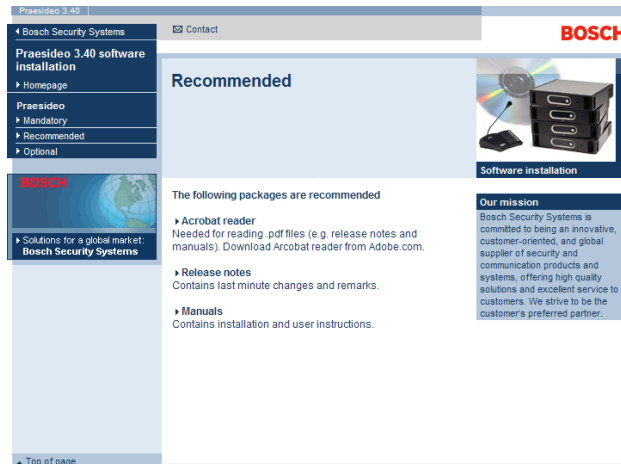 Praesideo 3.40
Bosch Security Systems
Praesideo 3.40 software
installation
Homepage
Praesideo
Mandatory
Recommended
Optional
BOSCH
Solutions for a global market:
Bosch Security Systems
Contact
BOSCH
Recommended
The following packages are recommended
Acrobat reader
Needed for reading .pdf files (e.g. release notes and
manuals). Download Arcobat reader from Adobe.com.
Release notes
Contains last minute changes and remarks.
Manuals
Contains installation and user instructions.
Software installation
Our mission
Bosch Security Systems is
committed to being an innovative,
customer-oriented, and global
supplier of security and
communication products and
systems, offering high quality
solutions and excellent service to
customers. We strive to be the
customer's preferred partner.
Top of page